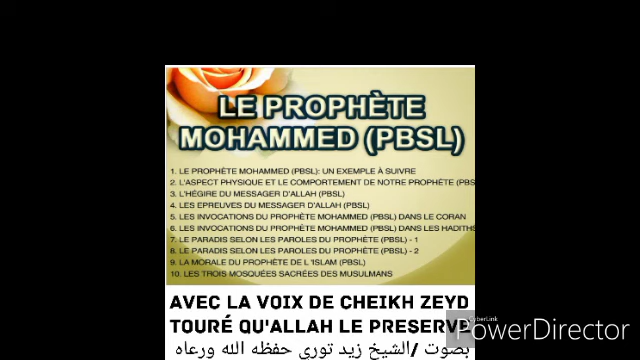 LE PROPHÈTE
MOHAMMED (PBSL)
1. LE PROPHÈTE MOHAMMED (PBSL): UN EXEMPLE À SUIVRE
2. L'ASPECT PHYSIQUE ET LE COMPORTEMENT DE NOTRE PROPHÈTE (PBS
3. L'HÉGIRE DU MESSAGER D'ALLAH (PBSL)
4. LES EPREUVES DU MESSAGER D'ALLAH (PBSL)
5. LES INVOCATIONS DU PROPHÈTE MOHAMMED (PBSL) DANS LE CORAN
6. LES INVOCATIONS DU PROPHÈTE MOHAMMED (PBSL) DANS LES HADITHS
7. LE PARADIS SELON LES PAROLES DU PROPHÈTE (PBSL) - 1
8. LE PARADIS SELON LES PAROLES DU PROPHÈTE (PBSL) - 2
9. LA MORALE DU PROPHÈTE DE L'ISLAM (PBSL)
10. LES TROIS MOSQUÉES SACRÉES DES MUSULMANS
AVEC LA VOIX DE CHEIKH ZEYD
TOURÉ QU'ALLAH LE PRESERVE
بصوت /الشيخ زيد توري حفظه الله ورعاه
CyberLink
PowerDirector